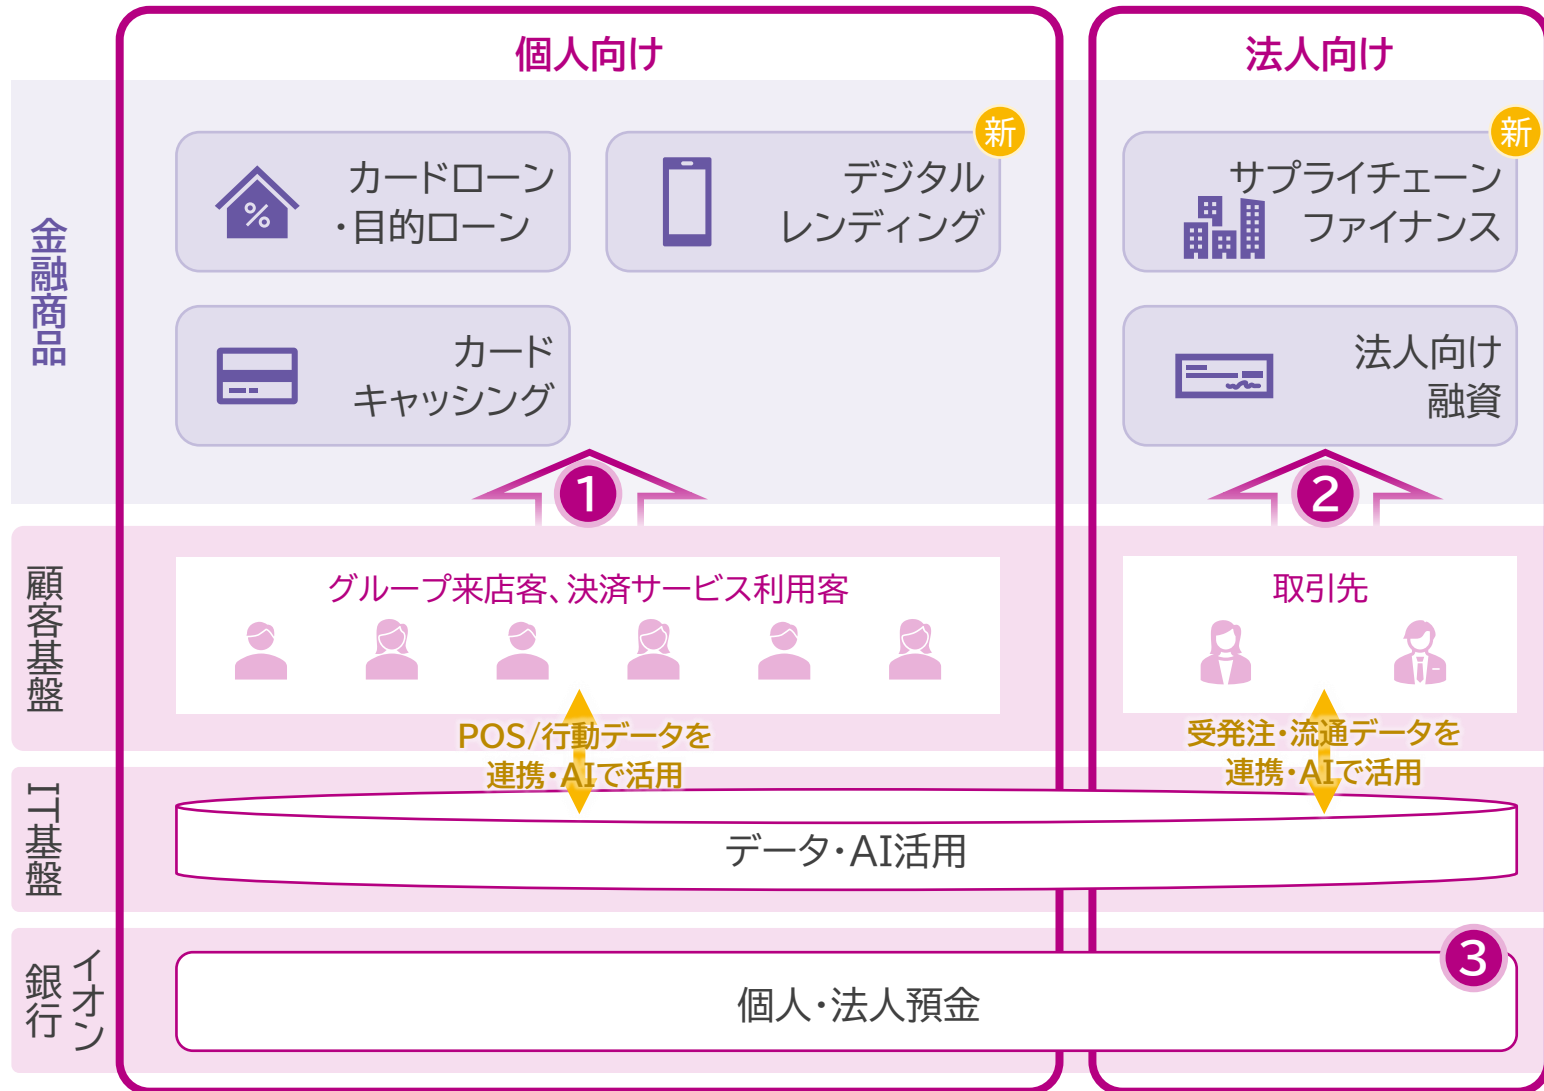 個人向け
法人向け
金融商品
カードローン
・目的ローン
新
デジタル
レンディング
新
サプライチェーン
ファイナンス
カード
キャッシング
法人向け
融資
1
2
顧客基盤
グループ来店客、決済サービス利用客
取引先
POS/行動データを
連携・AIで活用
受発注・流通データを
連携・AIで活用
IT基盤
データ・AI活用
イオン
銀行
3
個人・法人預金